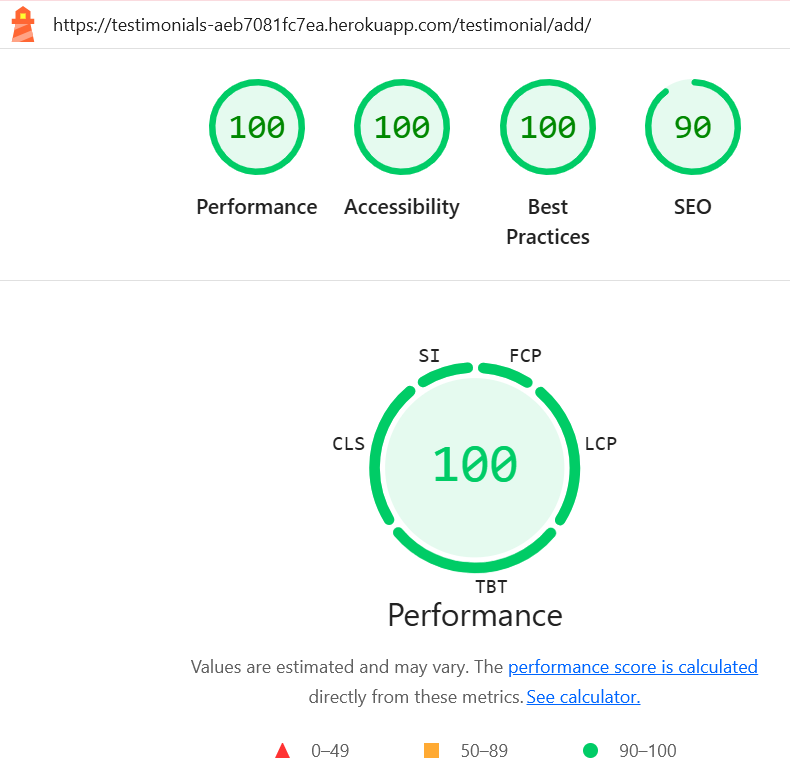 https://testimonials-aeb7081fc7ea.herokuapp.com/testimonial/add/
100 100 100 90
Performance Accessibility Best Practices SEO
SI FCP
CLS LCP
100
TBT
Performance
Values are estimated and may vary. The performance score is calculated
directly from these metrics. See calculator.
0–49 50–89 90–100